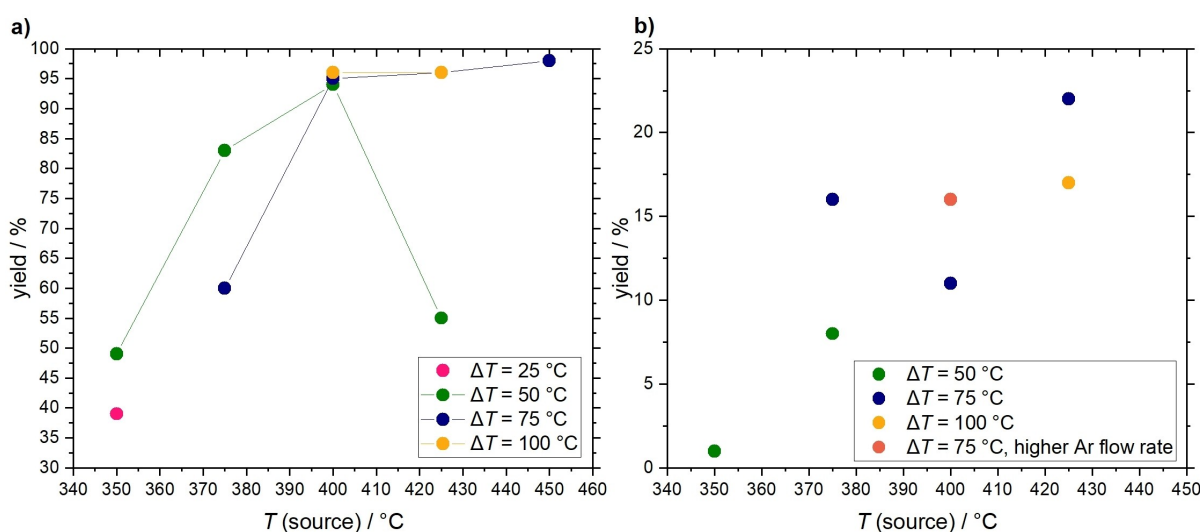 a)
100
95
90
85
80
75
70
65
60
55
50
45
40
35
30
yield / %
340 350 360 370 380 390 400 410 420 430 440 450 460
T (source) / °C
ΔT = 25 °C
ΔT = 50 °C
ΔT = 75 °C
ΔT = 100 °C
b)
25
20
15
10
5
0
yield / %
340 350 360 370 380 390 400 410 420 430 440 450
T (source) / °C
ΔT = 50 °C
ΔT = 75 °C
ΔT = 100 °C
ΔT = 75 °C, higher Ar flow rate